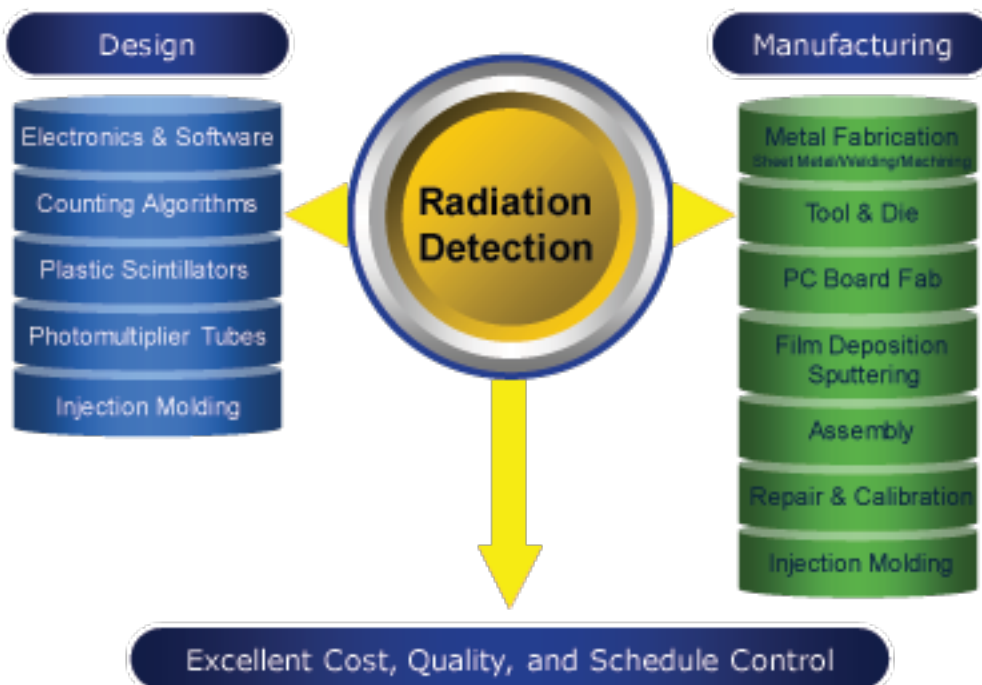 Design
Manufacturing
Electronics & Software
Counting Algorithms
Plastic Scintillators
Photomultiplier Tubes
Injection Molding
Radiation
Detection
Metal Fabrication
Sheet Metal/Welding/Machining
Tool & Die
PC Board Fab
Film Deposition
Sputtering
Assembly
Repair & Calibration
Injection Molding
Excellent Cost, Quality, and Schedule Control